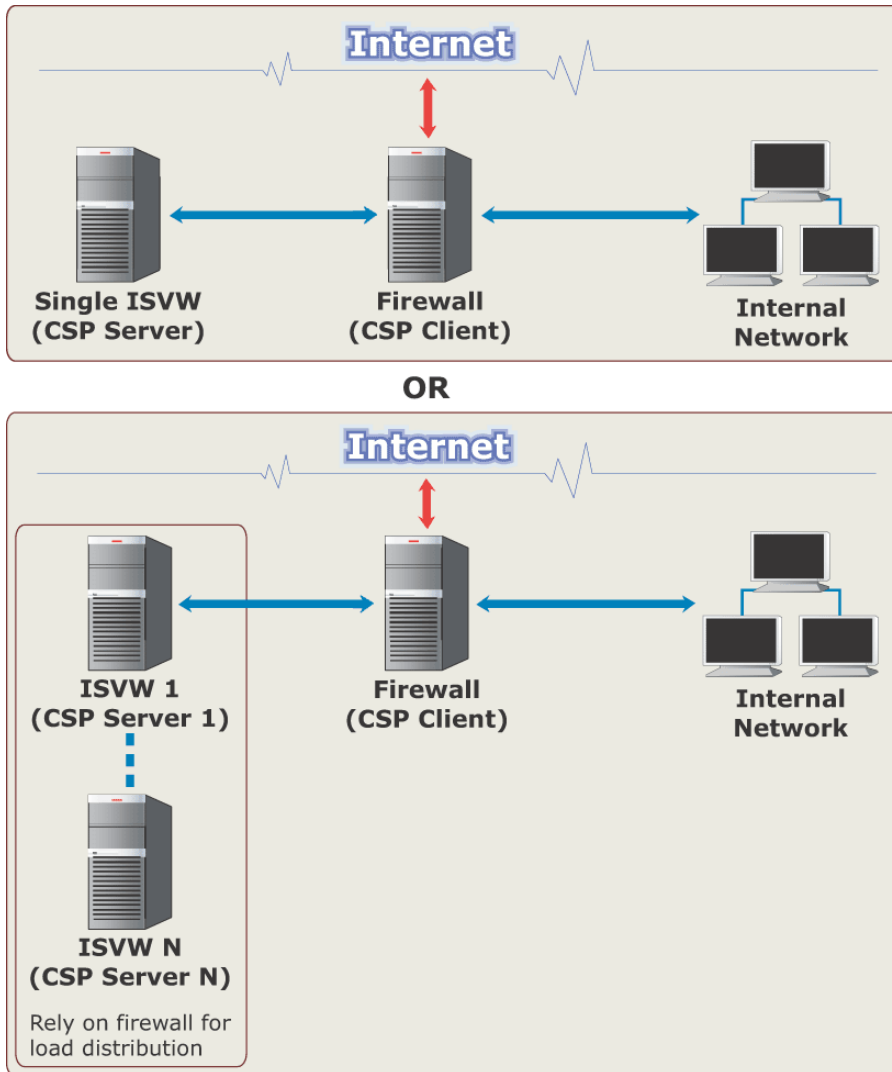 Internet
Single ISVW
(CSP Server)
Firewall
(CSP Client)
Internal
Network
OR
Internet
ISVW 1
(CSP Server 1)
Firewall
(CSP Client)
Internal
Network
ISVW N
(CSP Server N)
Rely on firewall for
load distribution